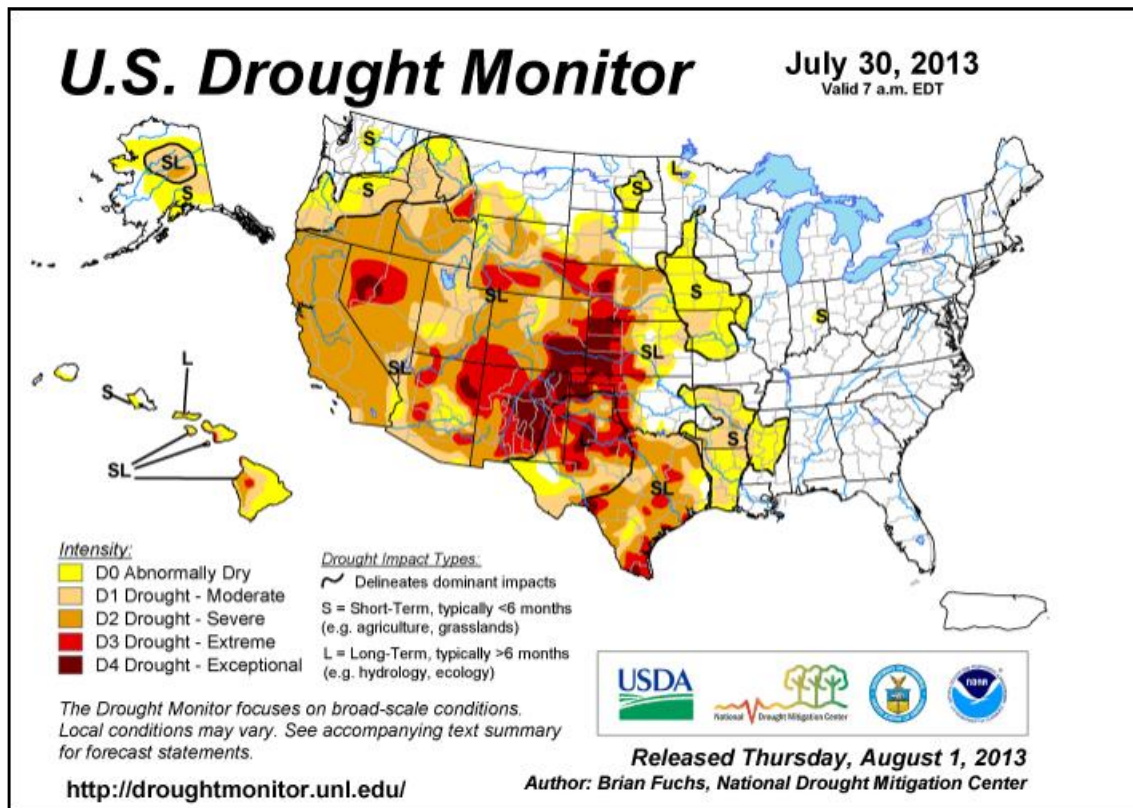 U.S. Drought Monitor
July 30, 2013
Valid 7 a.m. EDT
S
SL
S
S
L
S
S
S
SL
SL
SL
S
SL
L
S
SL
Intensity:
D0 Abnormally Dry
D1 Drought - Moderate
D2 Drought - Severe
D3 Drought - Extreme
D4 Drought - Exceptional
Drought Impact Types:
Delineates dominant impacts
S = Short-Term, typically <6 months
(e.g. agriculture, grasslands)
L = Long-Term, typically >6 months
(e.g. hydrology, ecology)
The Drought Monitor focuses on broad-scale conditions.
Local conditions may vary. See accompanying text summary
for forecast statements.
http://droughtmonitor.unl.edu/
USDA
National Drought Mitigation Center
NOAA
Released Thursday, August 1, 2013
Author: Brian Fuchs, National Drought Mitigation Center